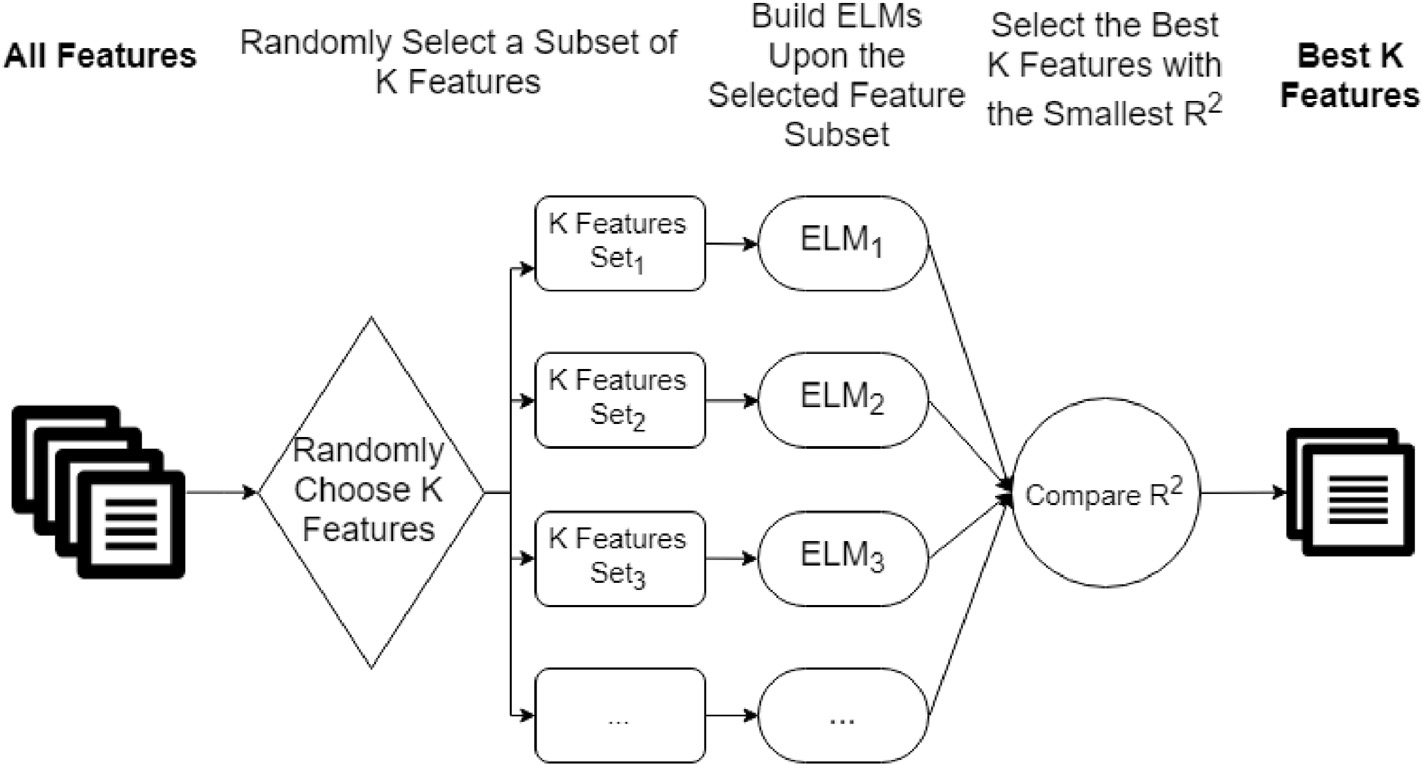 All Features
Randomly Select a Subset of
K Features
Build ELMs
Upon the
Selected Feature
Subset
Select the Best
K Features with
the Smallest R²
Best K
Features
Randomly
Choose K
Features
K Features
Set₁
ELM₁
K Features
Set₂
ELM₂
K Features
Set₃
ELM₃
...
...
Compare R²